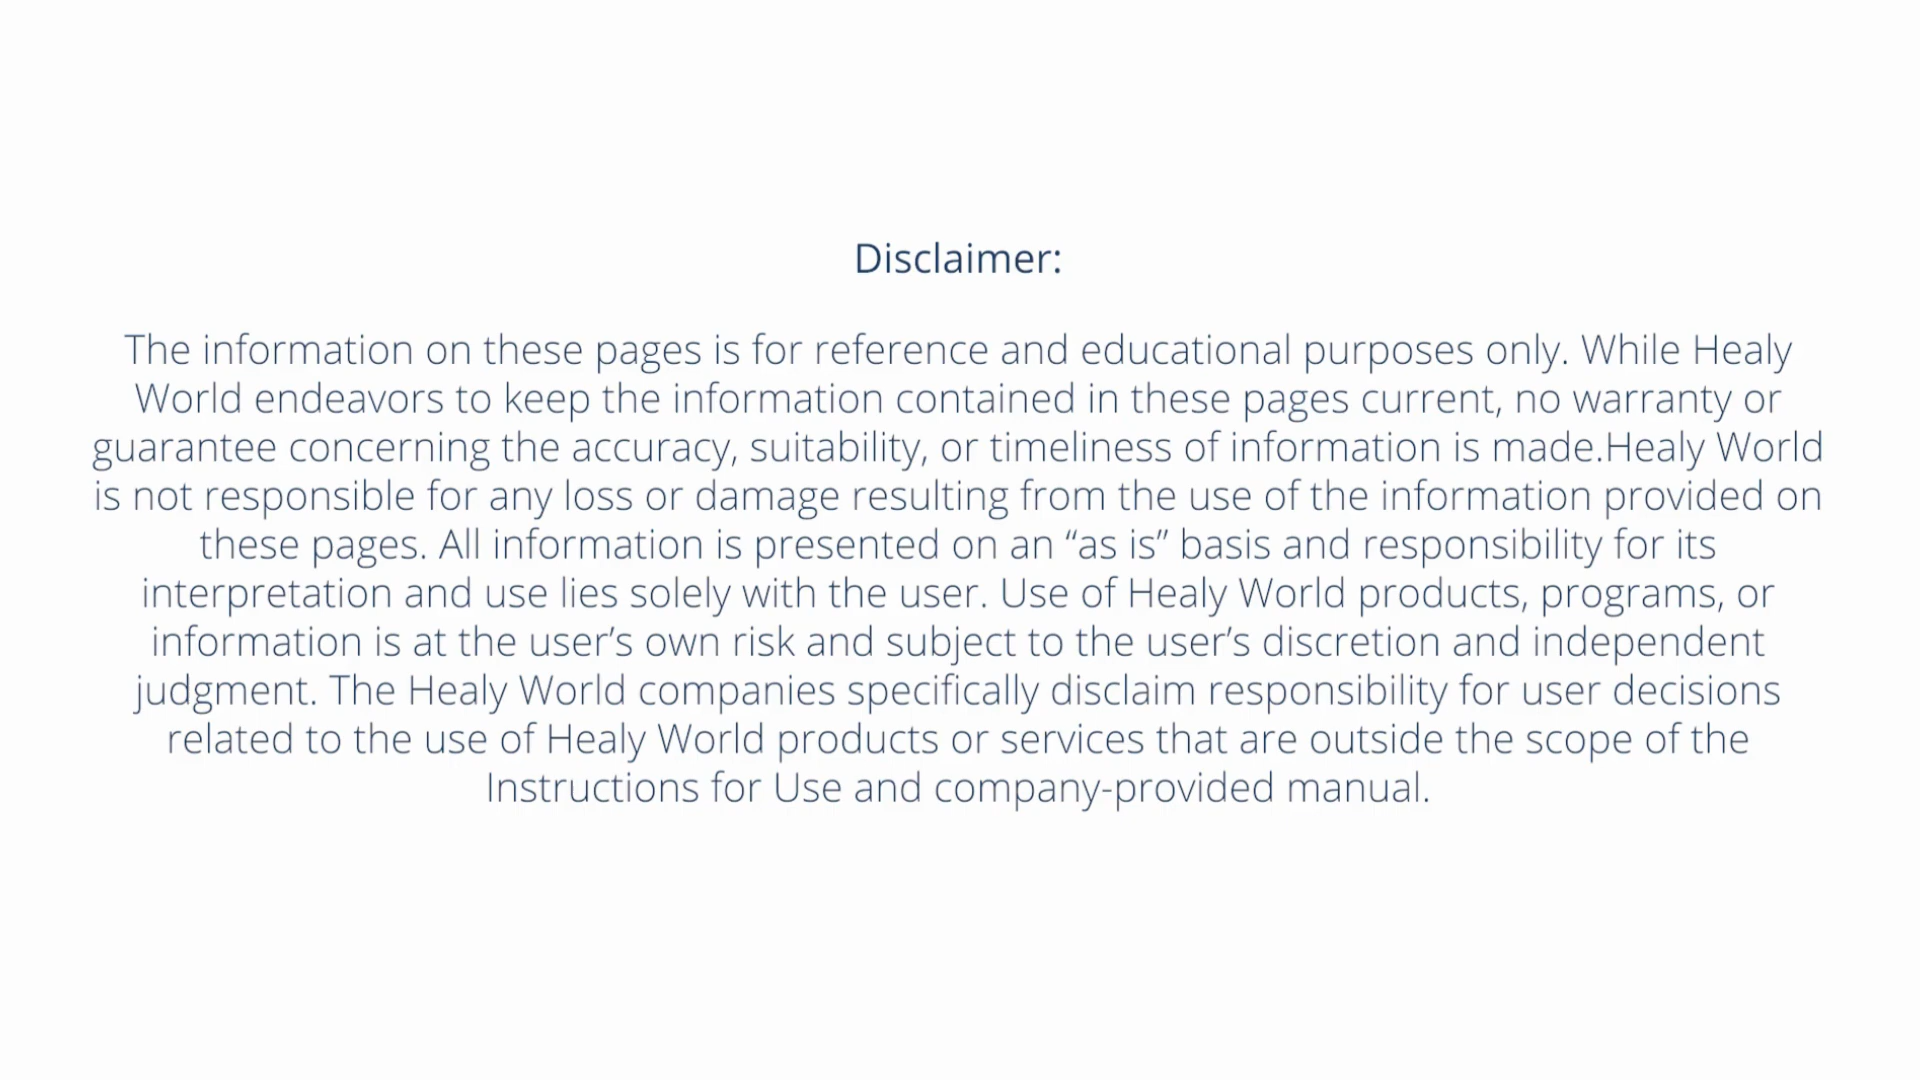 Disclaimer:
The information on these pages is for reference and educational purposes only. While Healy
World endeavors to keep the information contained in these pages current, no warranty or
guarantee concerning the accuracy, suitability, or timeliness of information is made.Healy World
is not responsible for any loss or damage resulting from the use of the information provided on
these pages. All information is presented on an “as is” basis and responsibility for its
interpretation and use lies solely with the user. Use of Healy World products, programs, or
information is at the user’s own risk and subject to the user’s discretion and independent
judgment. The Healy World companies specifically disclaim responsibility for user decisions
related to the use of Healy World products or services that are outside the scope of the
Instructions for Use and company-provided manual.